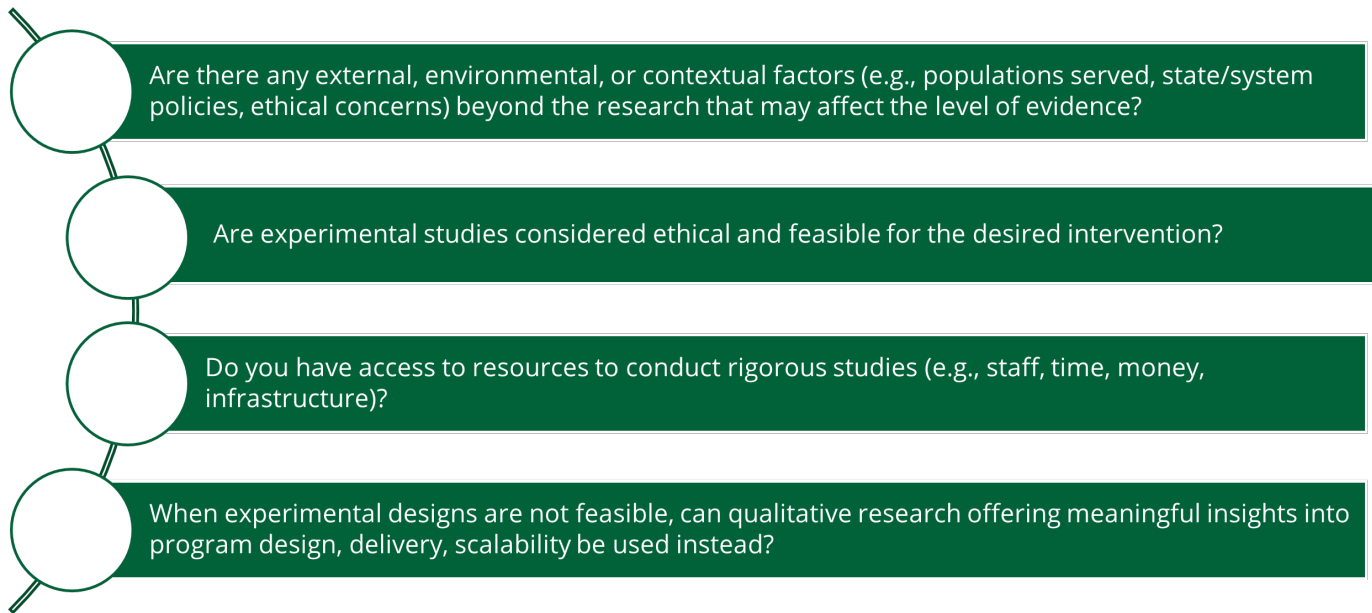 Are there any external, environmental, or contextual factors (e.g., populations served, state/system
policies, ethical concerns) beyond the research that may affect the level of evidence?
Are experimental studies considered ethical and feasible for the desired intervention?
Do you have access to resources to conduct rigorous studies (e.g., staff, time, money,
infrastructure)?
When experimental designs are not feasible, can qualitative research offering meaningful insights into
program design, delivery, scalability be used instead?